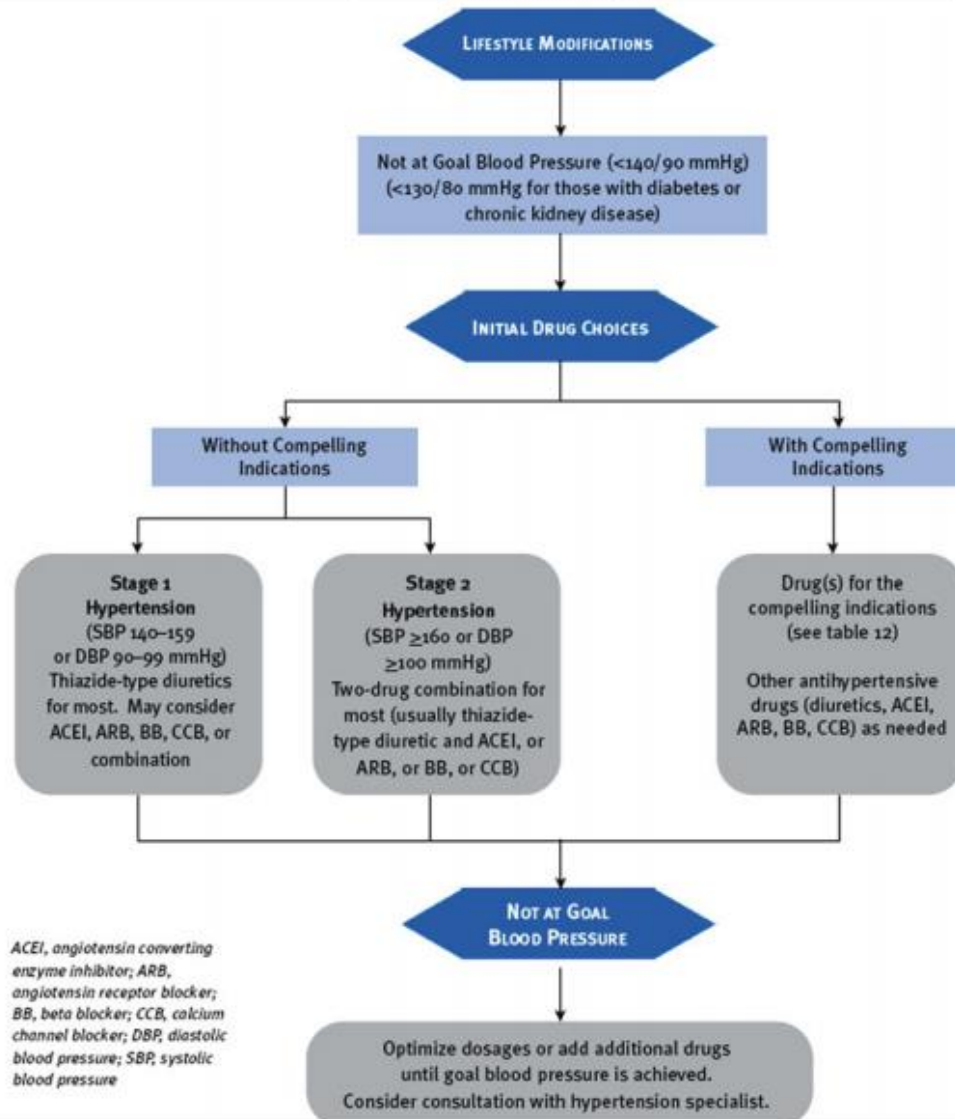 LIFESTYLE MODIFICATIONS
Not at Goal Blood Pressure (<140/90 mmHg)
(<130/80 mmHg for those with diabetes or
chronic kidney disease)
INITIAL DRUG CHOICES
Without Compelling
Indications
With Compelling
Indications
Stage 1
Hypertension
(SBP 140–159
or DBP 90–99 mmHg)
Thiazide-type diuretics
for most. May consider
ACEI, ARB, BB, CCB, or
combination
Stage 2
Hypertension
(SBP ≥160 or DBP
≥100 mmHg)
Two-drug combination for
most (usually thiazide-
type diuretic and ACEI, or
ARB, or BB, or CCB)
Drug(s) for the
compelling indications
(see table 12)
Other antihypertensive
drugs (diuretics, ACEI,
ARB, BB, CCB) as needed
NOT AT GOAL
BLOOD PRESSURE
ACEI, angiotensin converting
enzyme inhibitor; ARB,
angiotensin receptor blocker;
BB, beta blocker; CCB, calcium
channel blocker; DBP, diastolic
blood pressure; SBP, systolic
blood pressure
Optimize dosages or add additional drugs
until goal blood pressure is achieved.
Consider consultation with hypertension specialist.